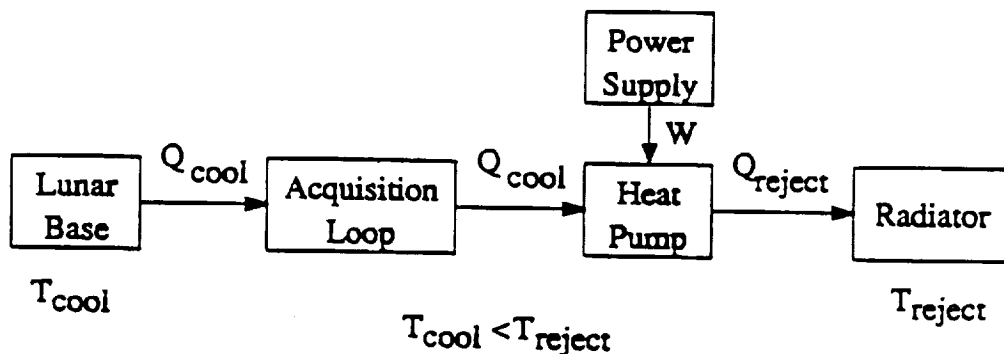 Power
Supply
W
Q_cool
Q_cool
Q_reject
Lunar
Base
Acquisition
Loop
Heat
Pump
Radiator
T_cool
T_reject
T_cool < T_reject